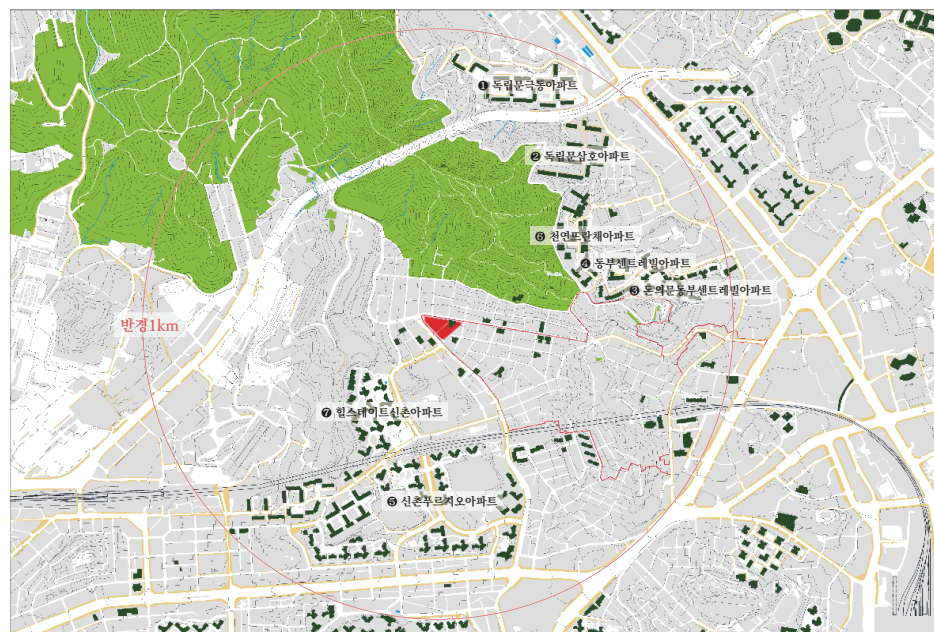 ❶ 독립문극동아파트
❷ 독립문삼호아파트
❻ 천연뜨란채아파트
❹ 동부센트레빌아파트
❸ 돈의문동부센트레빌아파트
반경1km
❼ 힐스테이트신촌아파트
❺ 신촌푸르지오아파트